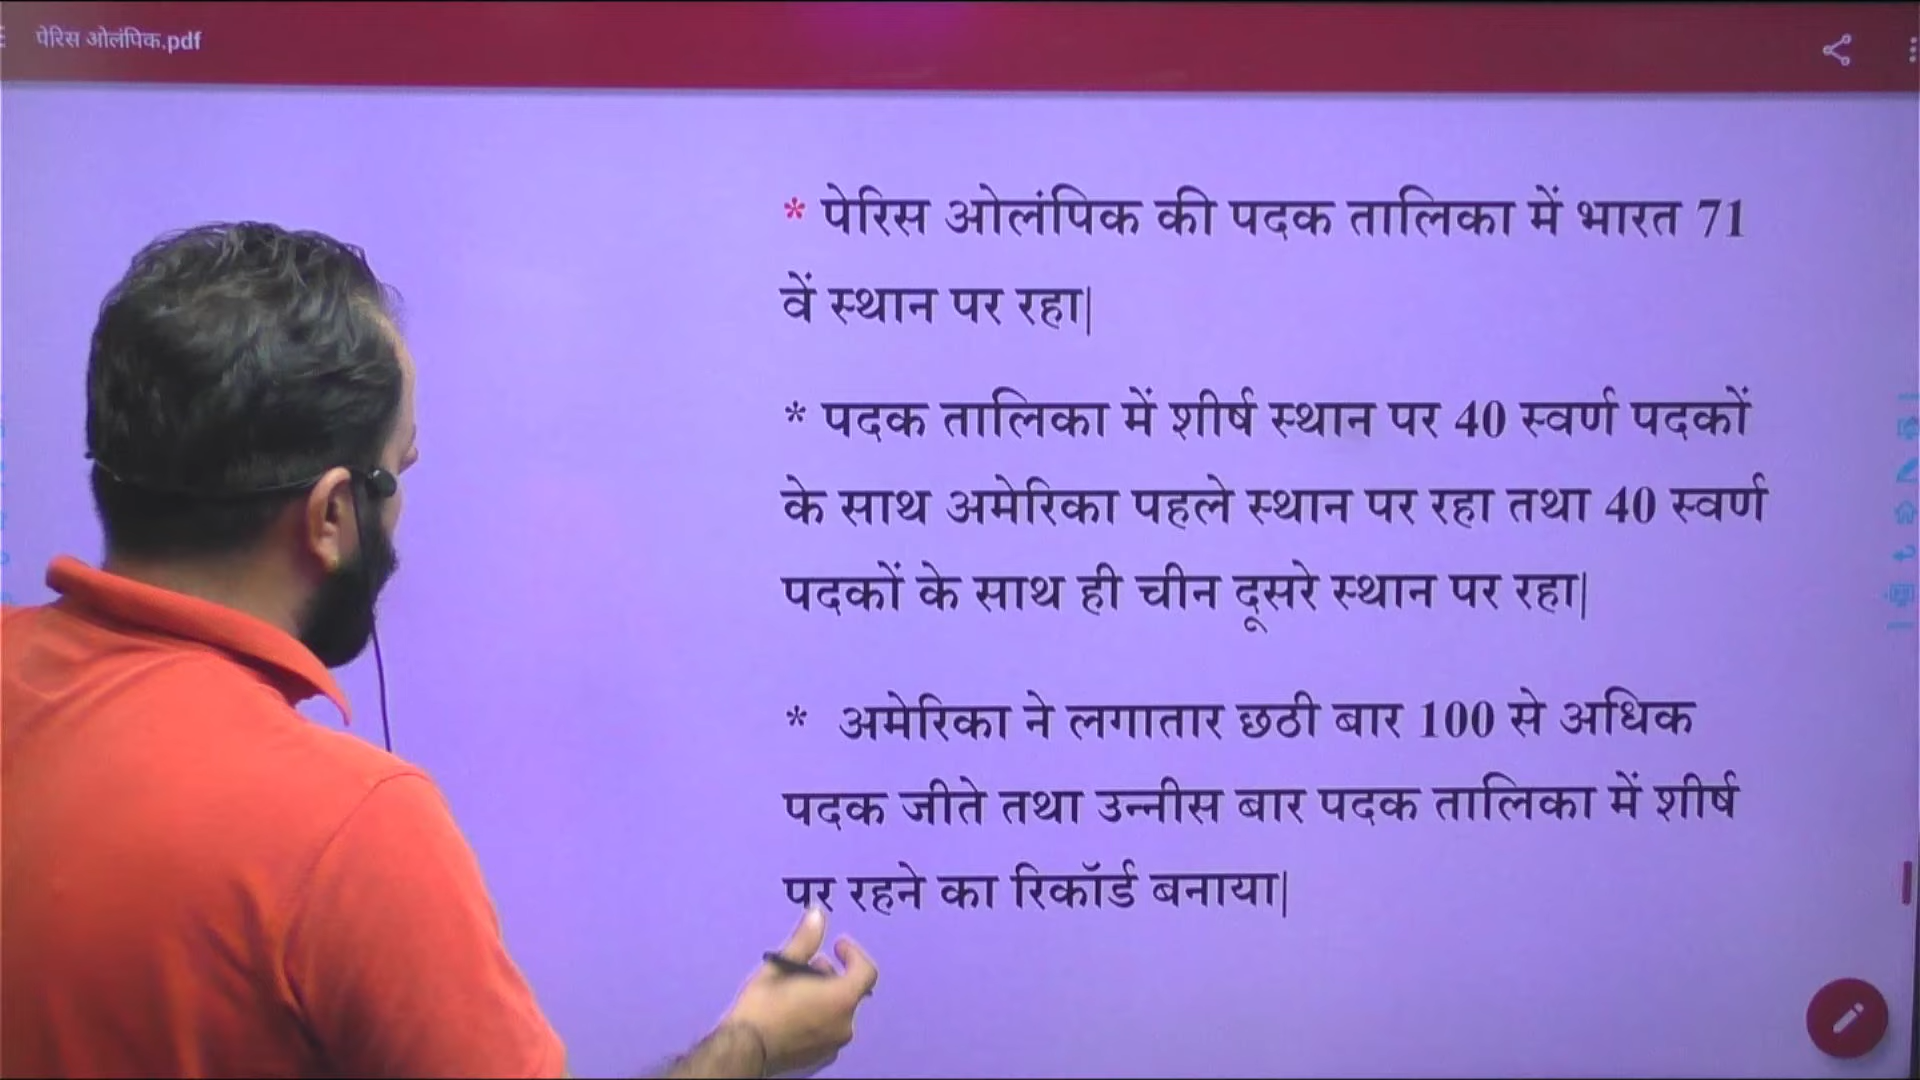 पेरिस ओलंपिक.pdf
* पेरिस ओलंपिक की पदक तालिका में भारत 71
वें स्थान पर रहा|
* पदक तालिका में शीर्ष स्थान पर 40 स्वर्ण पदकों
के साथ अमेरिका पहले स्थान पर रहा तथा 40 स्वर्ण
पदकों के साथ ही चीन दूसरे स्थान पर रहा|
* अमेरिका ने लगातार छठी बार 100 से अधिक
पदक जीते तथा उन्नीस बार पदक तालिका में शीर्ष
पर रहने का रिकॉर्ड बनाया|